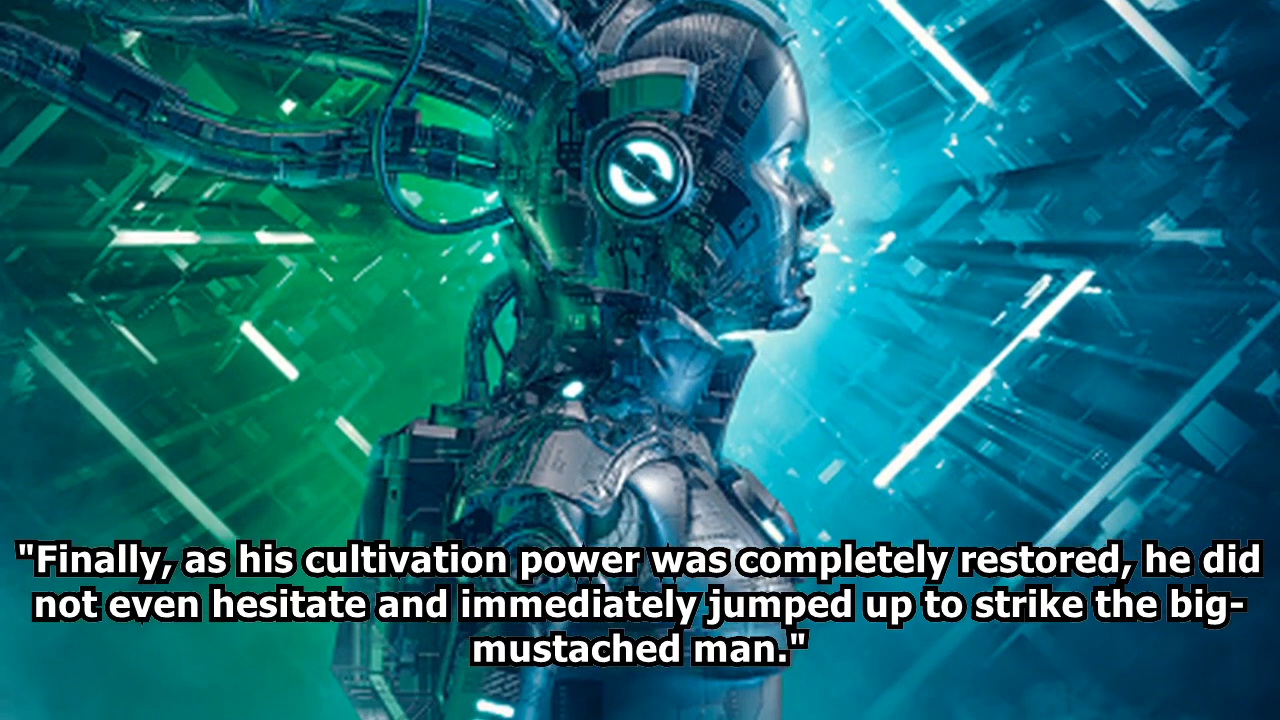 "Finally, as his cultivation power was completely restored, he did
not even hesitate and immediately jumped up to strike the big-
mustached man."